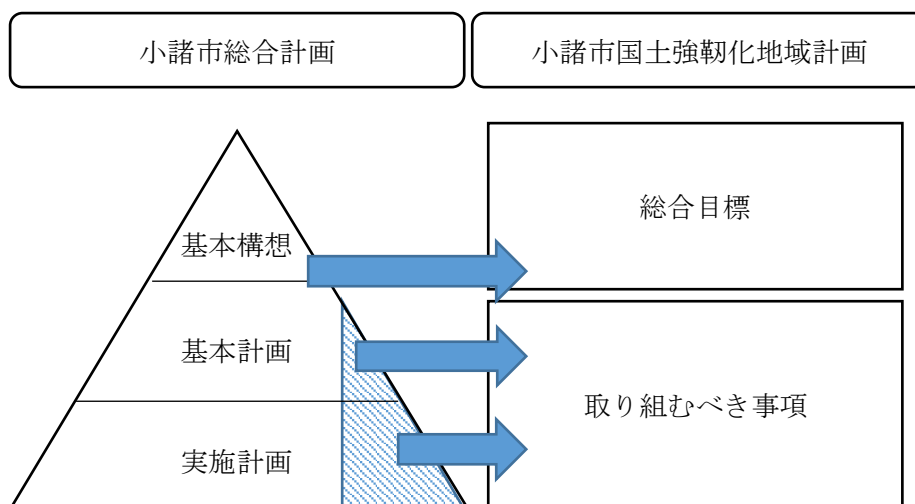 小諸市総合計画
小諸市国土強靭化地域計画
基本構想
総合目標
基本計画
取り組むべき事項
実施計画